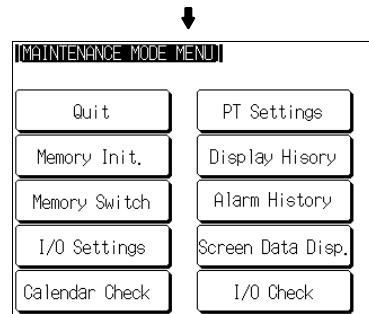 [MAINTENANCE MODE MENU]
Quit
PT Settings
Memory Init.
Display Hisory
Memory Switch
Alarm History
I/O Settings
Screen Data Disp.
Calendar Check
I/O Check